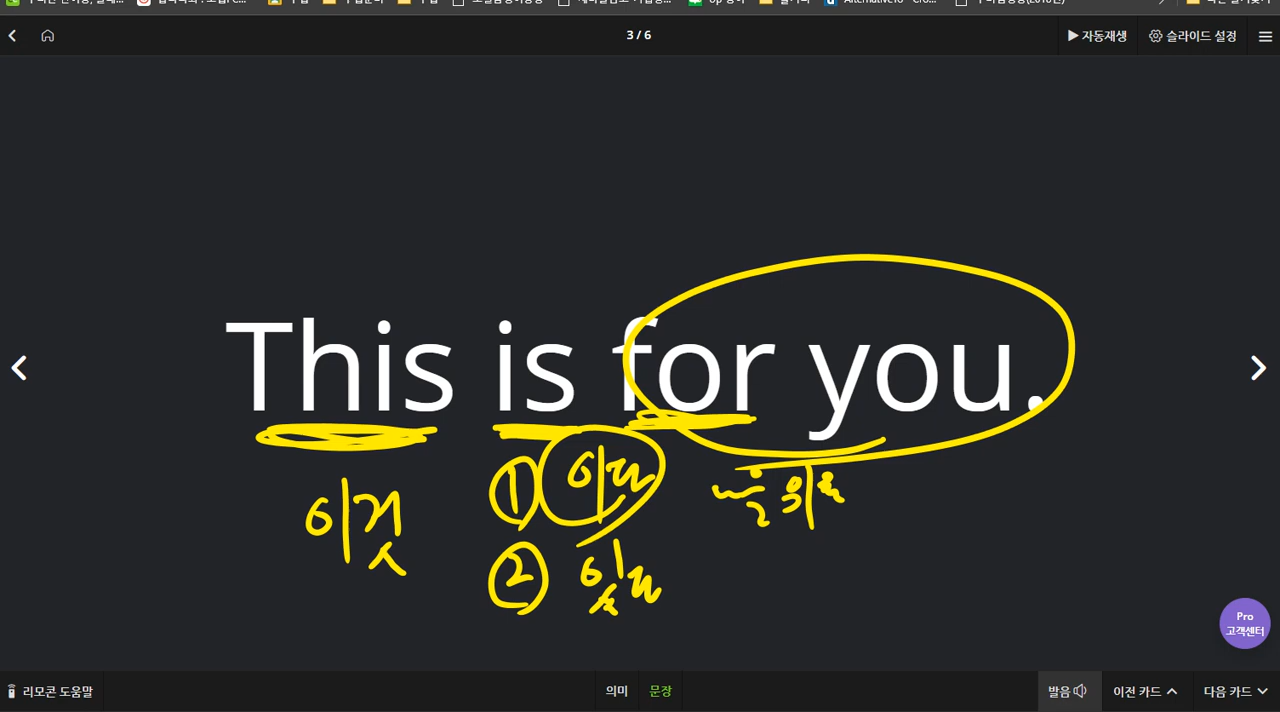 3 / 6
▶ 자동재생
슬라이드 설정
This is for you.
이것
① 이다
② 있다
~를 위한
Pro
고객센터
리모콘 도움말
의미
문장
발음
이전 카드
다음 카드